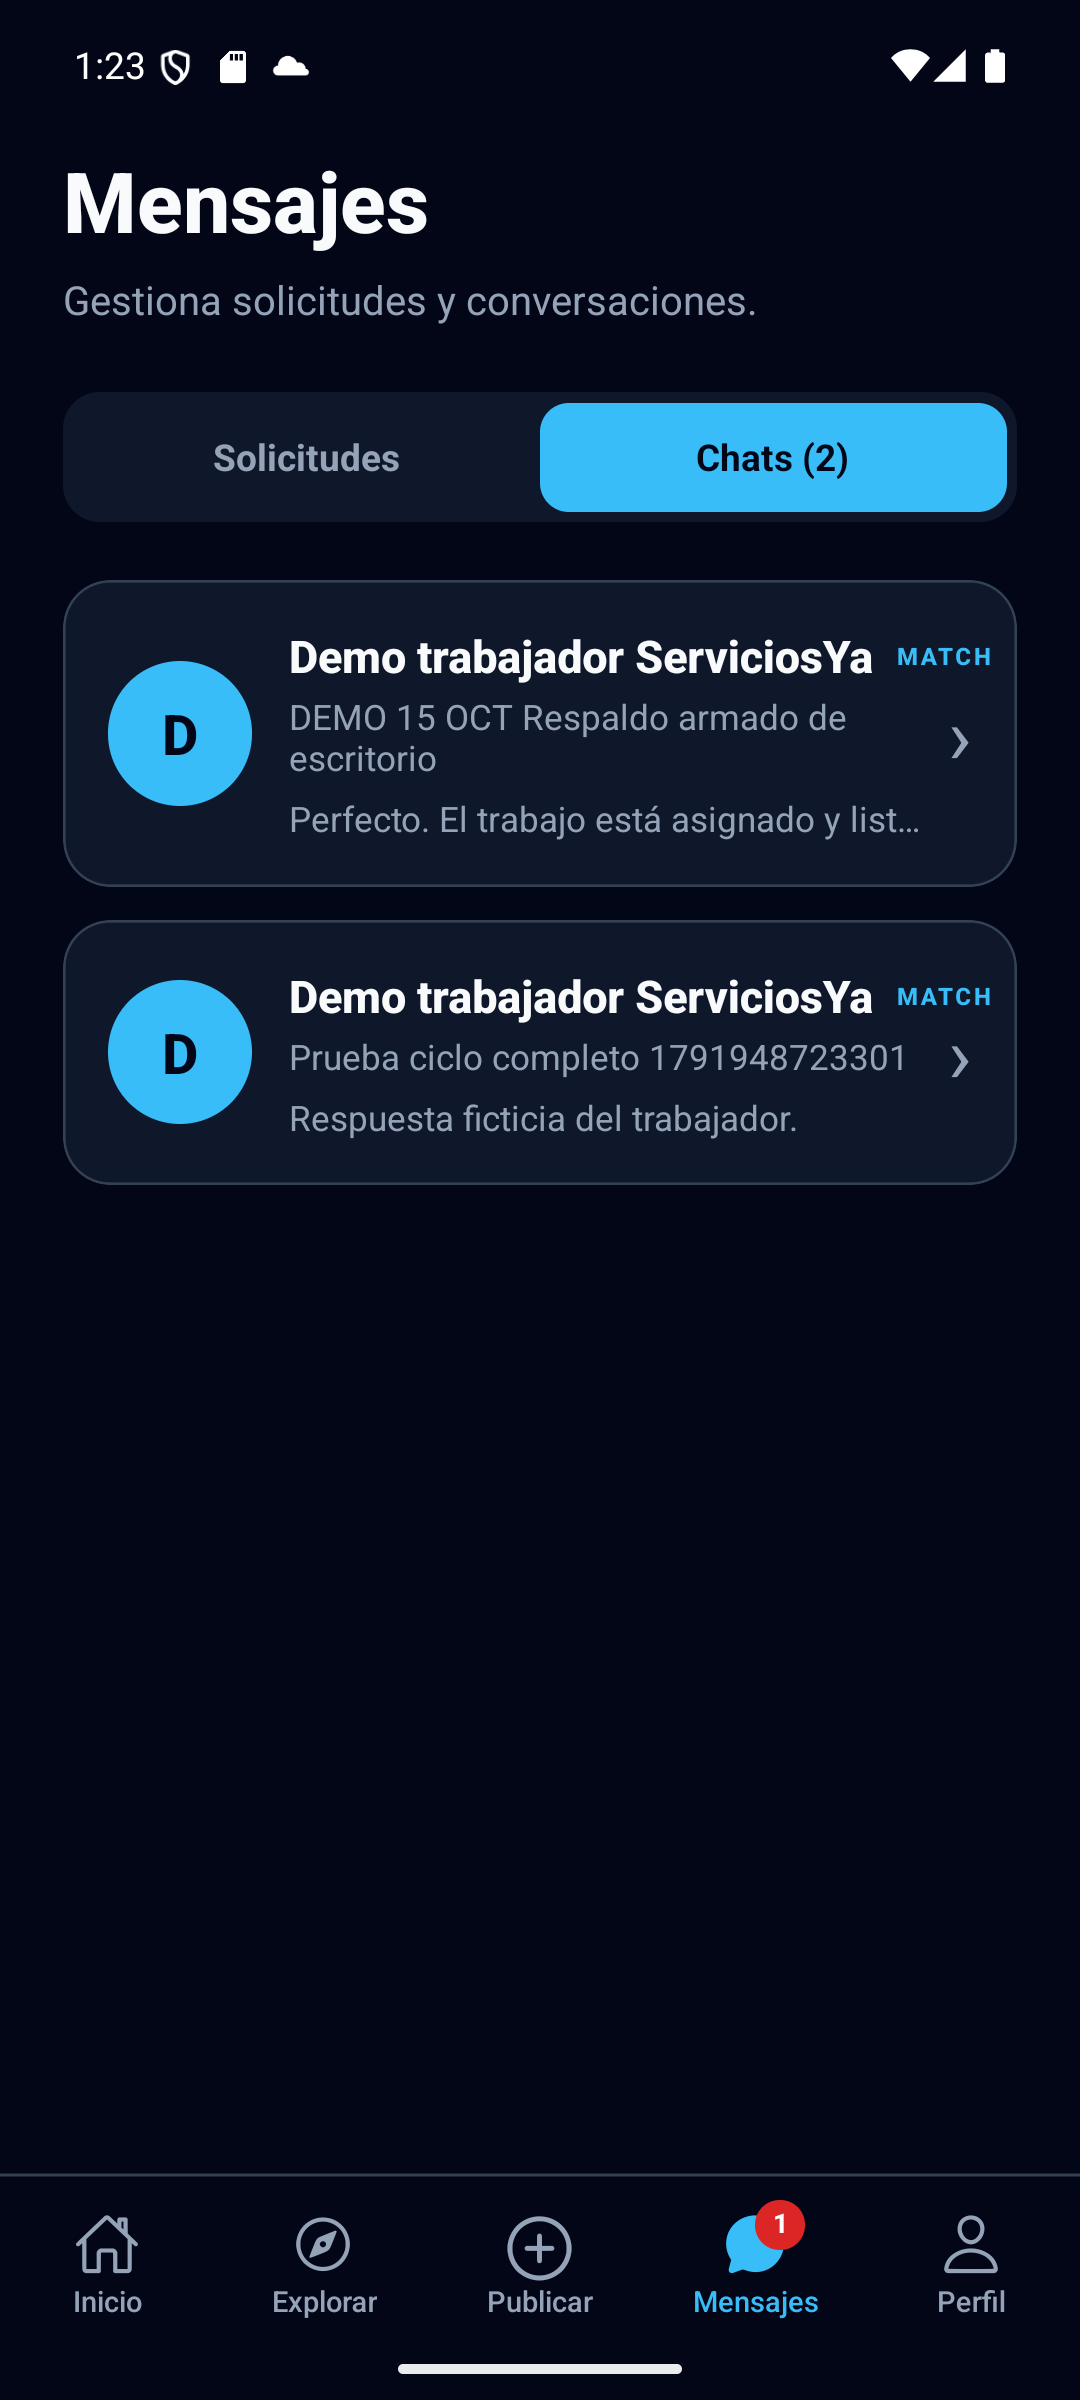 1:23
Mensajes
Gestiona solicitudes y conversaciones.
Solicitudes
Chats (2)
Demo trabajador ServiciosYa MATCH
D
DEMO 15 OCT Respaldo armado de
escritorio
Perfecto. El trabajo está asignado y list...
Demo trabajador ServiciosYa MATCH
D
Prueba ciclo completo 1791948723301
Respuesta ficticia del trabajador.
1
Inicio
Explorar
Publicar
Mensajes
Perfil